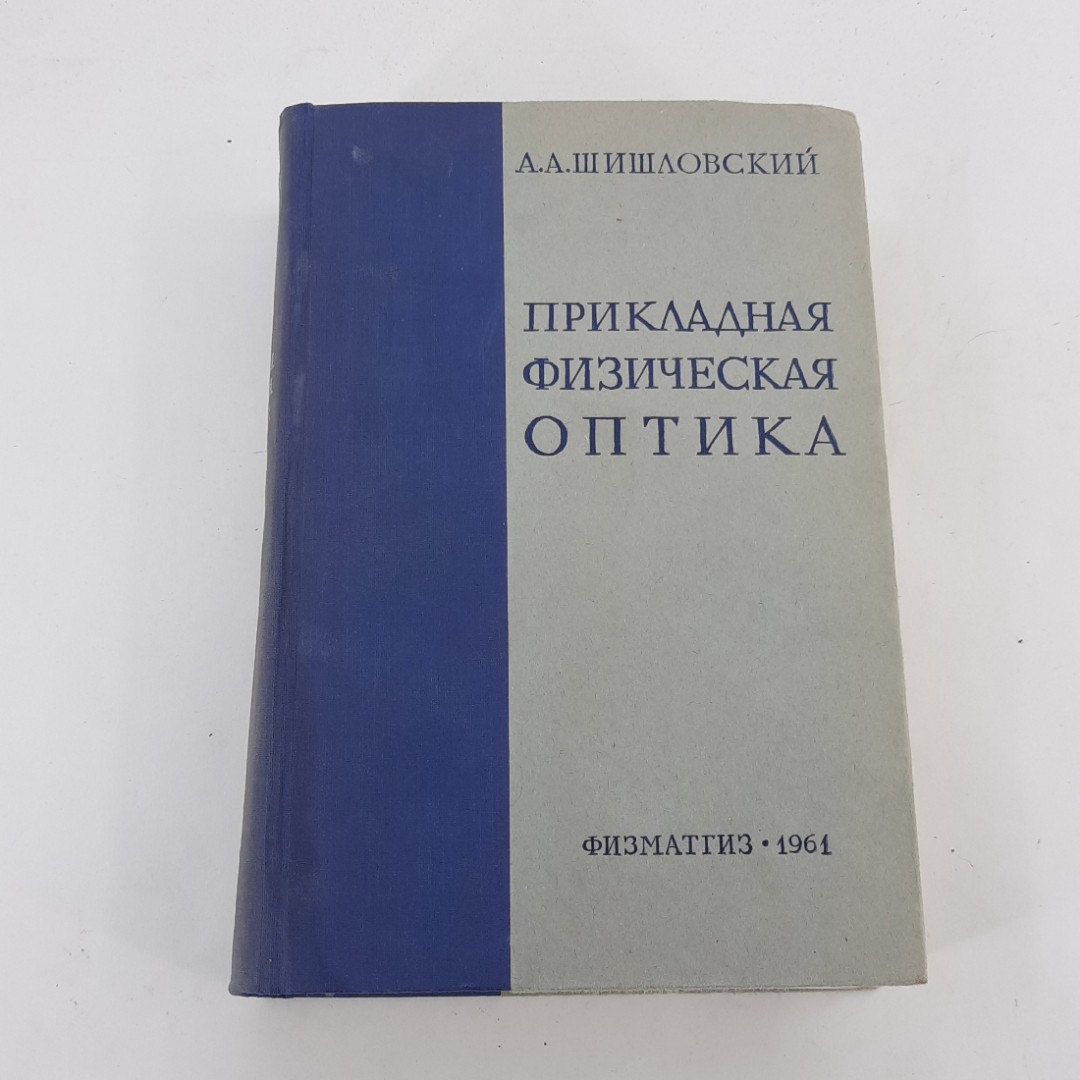 А.А.ШИШЛОВСКИЙ
ПРИКЛАДНАЯ
ФИЗИЧЕСКАЯ
ОПТИКА
ФИЗМАТГИЗ • 1961